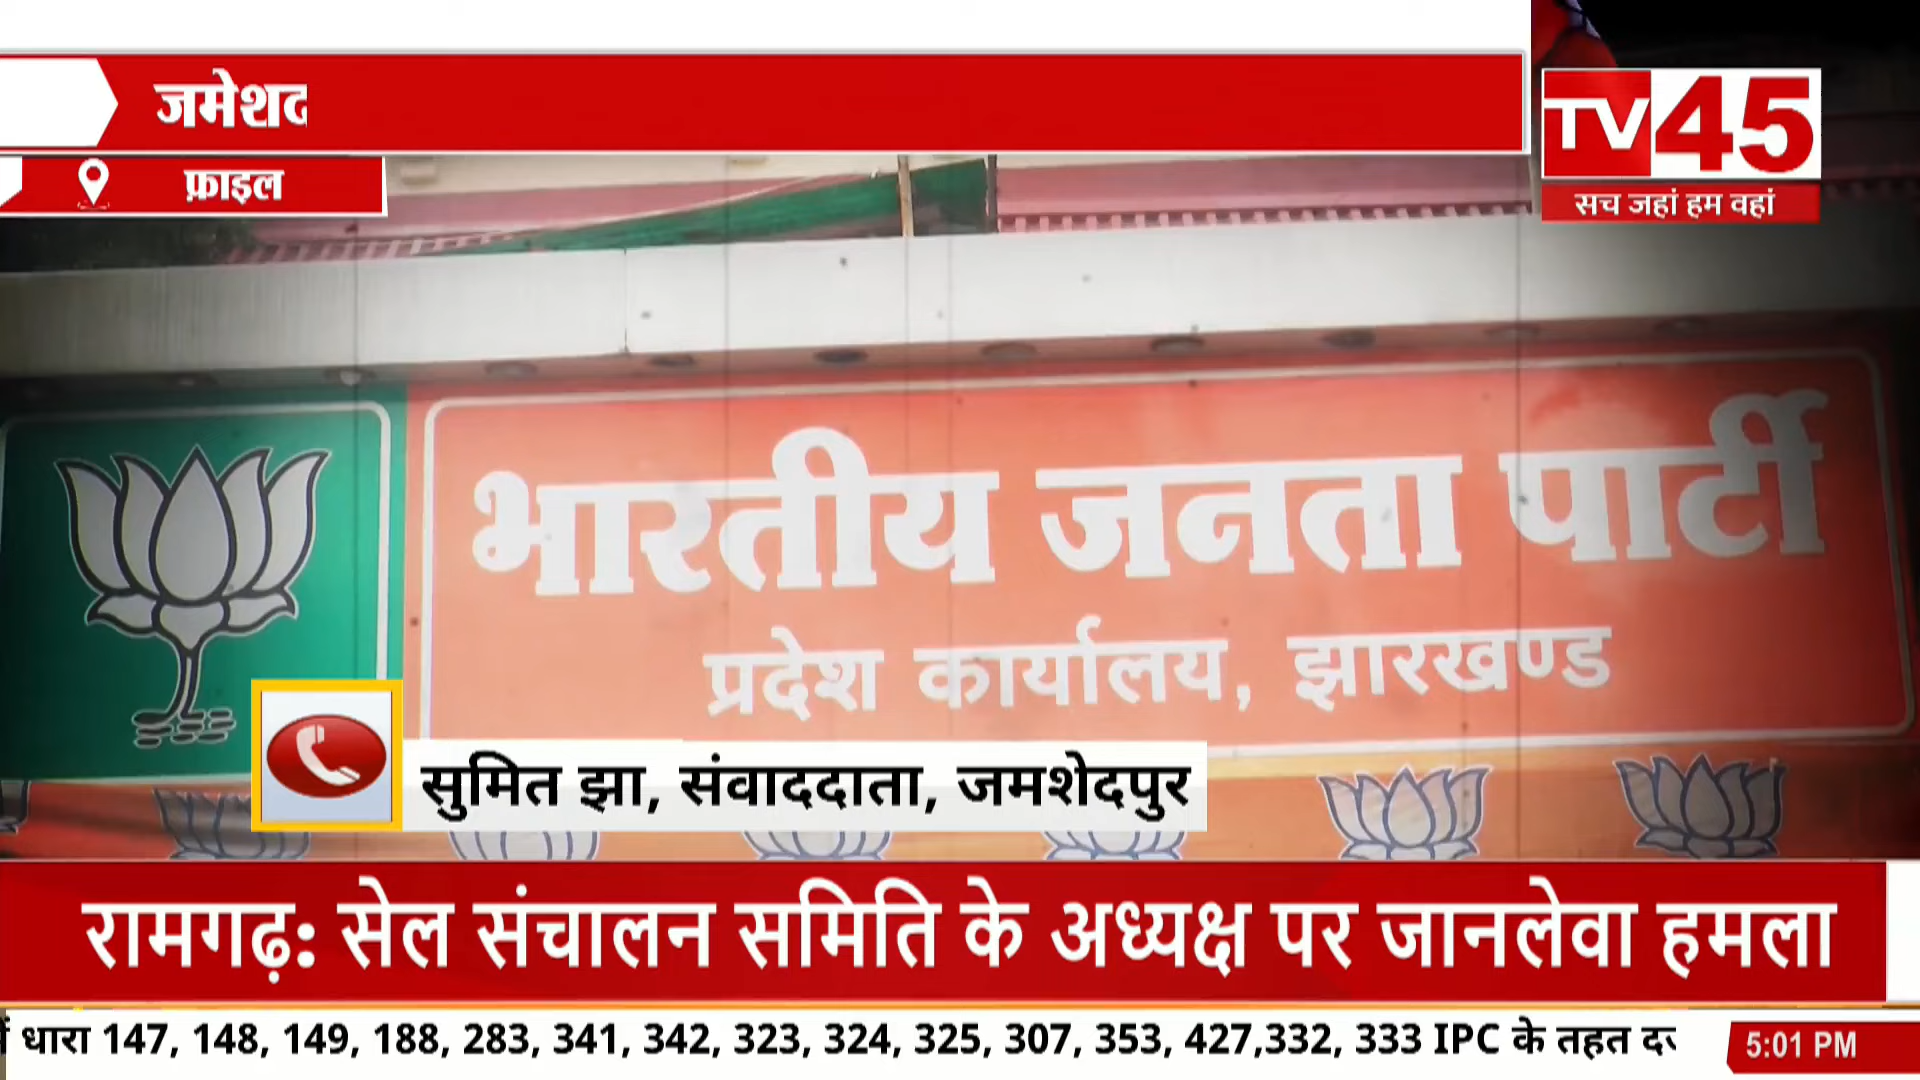 जमेशद
फ़ाइल
TV45
सच जहां हम वहां
भारतीय जनता पार्टी
प्रदेश कार्यालय, झारखण्ड
सुमित झा, संवाददाता, जमशेदपुर
रामगढ़: सेल संचालन समिति के अध्यक्ष पर जानलेवा हमला
धारा 147, 148, 149, 188, 283, 341, 342, 323, 324, 325, 307, 353, 427,332, 333 IPC के तहत
5:01 PM